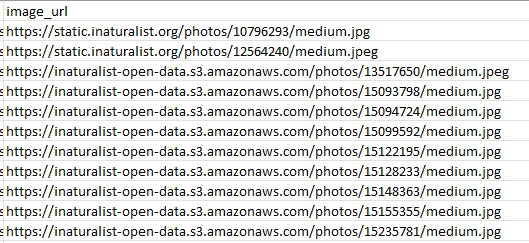 image_url
https://static.inaturalist.org/photos/10796293/medium.jpg
https://static.inaturalist.org/photos/12564240/medium.jpeg
https://inaturalist-open-data.s3.amazonaws.com/photos/13517650/medium.jpeg
https://inaturalist-open-data.s3.amazonaws.com/photos/15093798/medium.jpg
https://inaturalist-open-data.s3.amazonaws.com/photos/15094724/medium.jpg
https://inaturalist-open-data.s3.amazonaws.com/photos/15099592/medium.jpg
https://inaturalist-open-data.s3.amazonaws.com/photos/15122195/medium.jpg
https://inaturalist-open-data.s3.amazonaws.com/photos/15128233/medium.jpg
https://inaturalist-open-data.s3.amazonaws.com/photos/15148363/medium.jpg
https://inaturalist-open-data.s3.amazonaws.com/photos/15155355/medium.jpg
https://inaturalist-open-data.s3.amazonaws.com/photos/15235781/medium.jpg